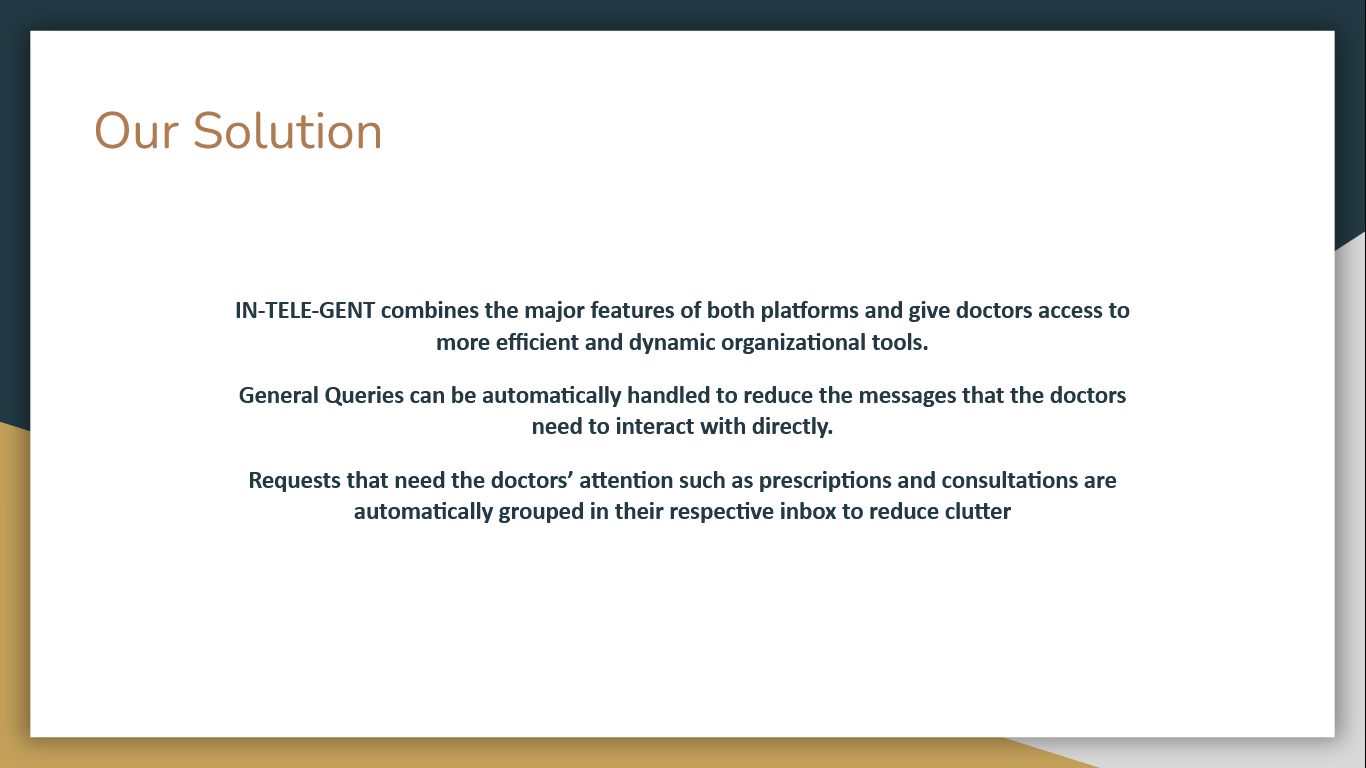 Our Solution
IN-TELE-GENT combines the major features of both platforms and give doctors access to
more efficient and dynamic organizational tools.
General Queries can be automatically handled to reduce the messages that the doctors
need to interact with directly.
Requests that need the doctors’ attention such as prescriptions and consultations are
automatically grouped in their respective inbox to reduce clutter